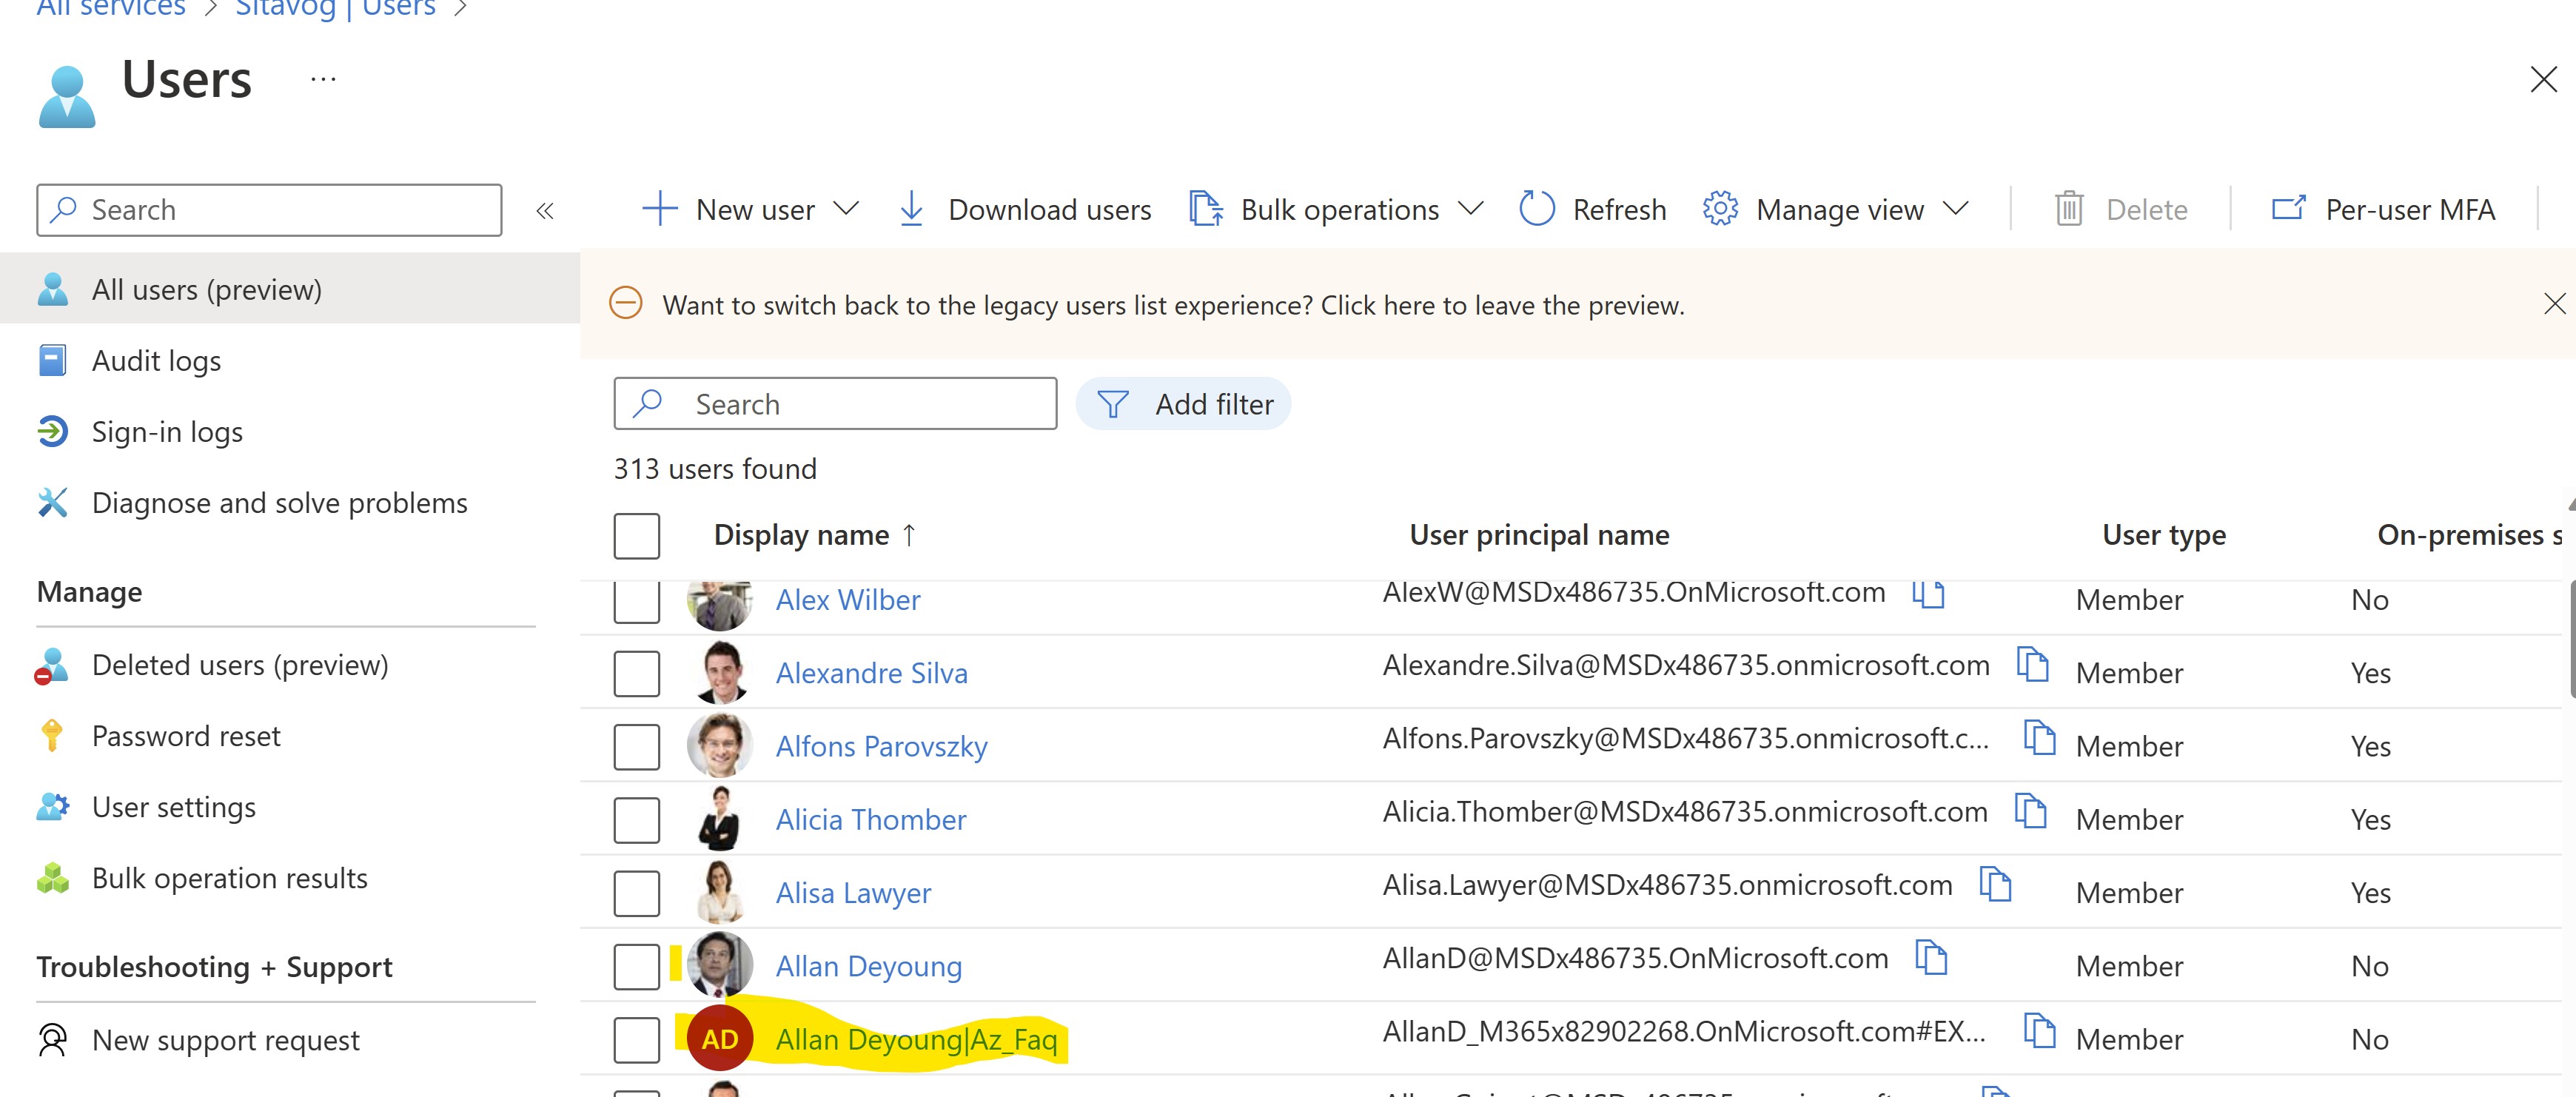 All services > Sitavog | Users >
Users ...
Search «
New user Download users Bulk operations Refresh Manage view Delete Per-user MFA
All users (preview)
Audit logs
Sign-in logs
Diagnose and solve problems
Manage
Deleted users (preview)
Password reset
User settings
Bulk operation results
Troubleshooting + Support
New support request
Want to switch back to the legacy users list experience? Click here to leave the preview.
Search Add filter
313 users found
Display name ↑ User principal name User type On-premises s
Alex Wilber AlexW@MSDx486735.OnMicrosoft.com Member No
Alexandre Silva Alexandre.Silva@MSDx486735.onmicrosoft.com Member Yes
Alfons Parovszky Alfons.Parovszky@MSDx486735.onmicrosoft.c... Member Yes
Alicia Thomber Alicia.Thomber@MSDx486735.onmicrosoft.com Member Yes
Alisa Lawyer Alisa.Lawyer@MSDx486735.onmicrosoft.com Member Yes
Allan Deyoung AllanD@MSDx486735.OnMicrosoft.com Member No
AD Allan Deyoung|Az_Faq AllanD_M365x82902268.OnMicrosoft.com#EX... Member No